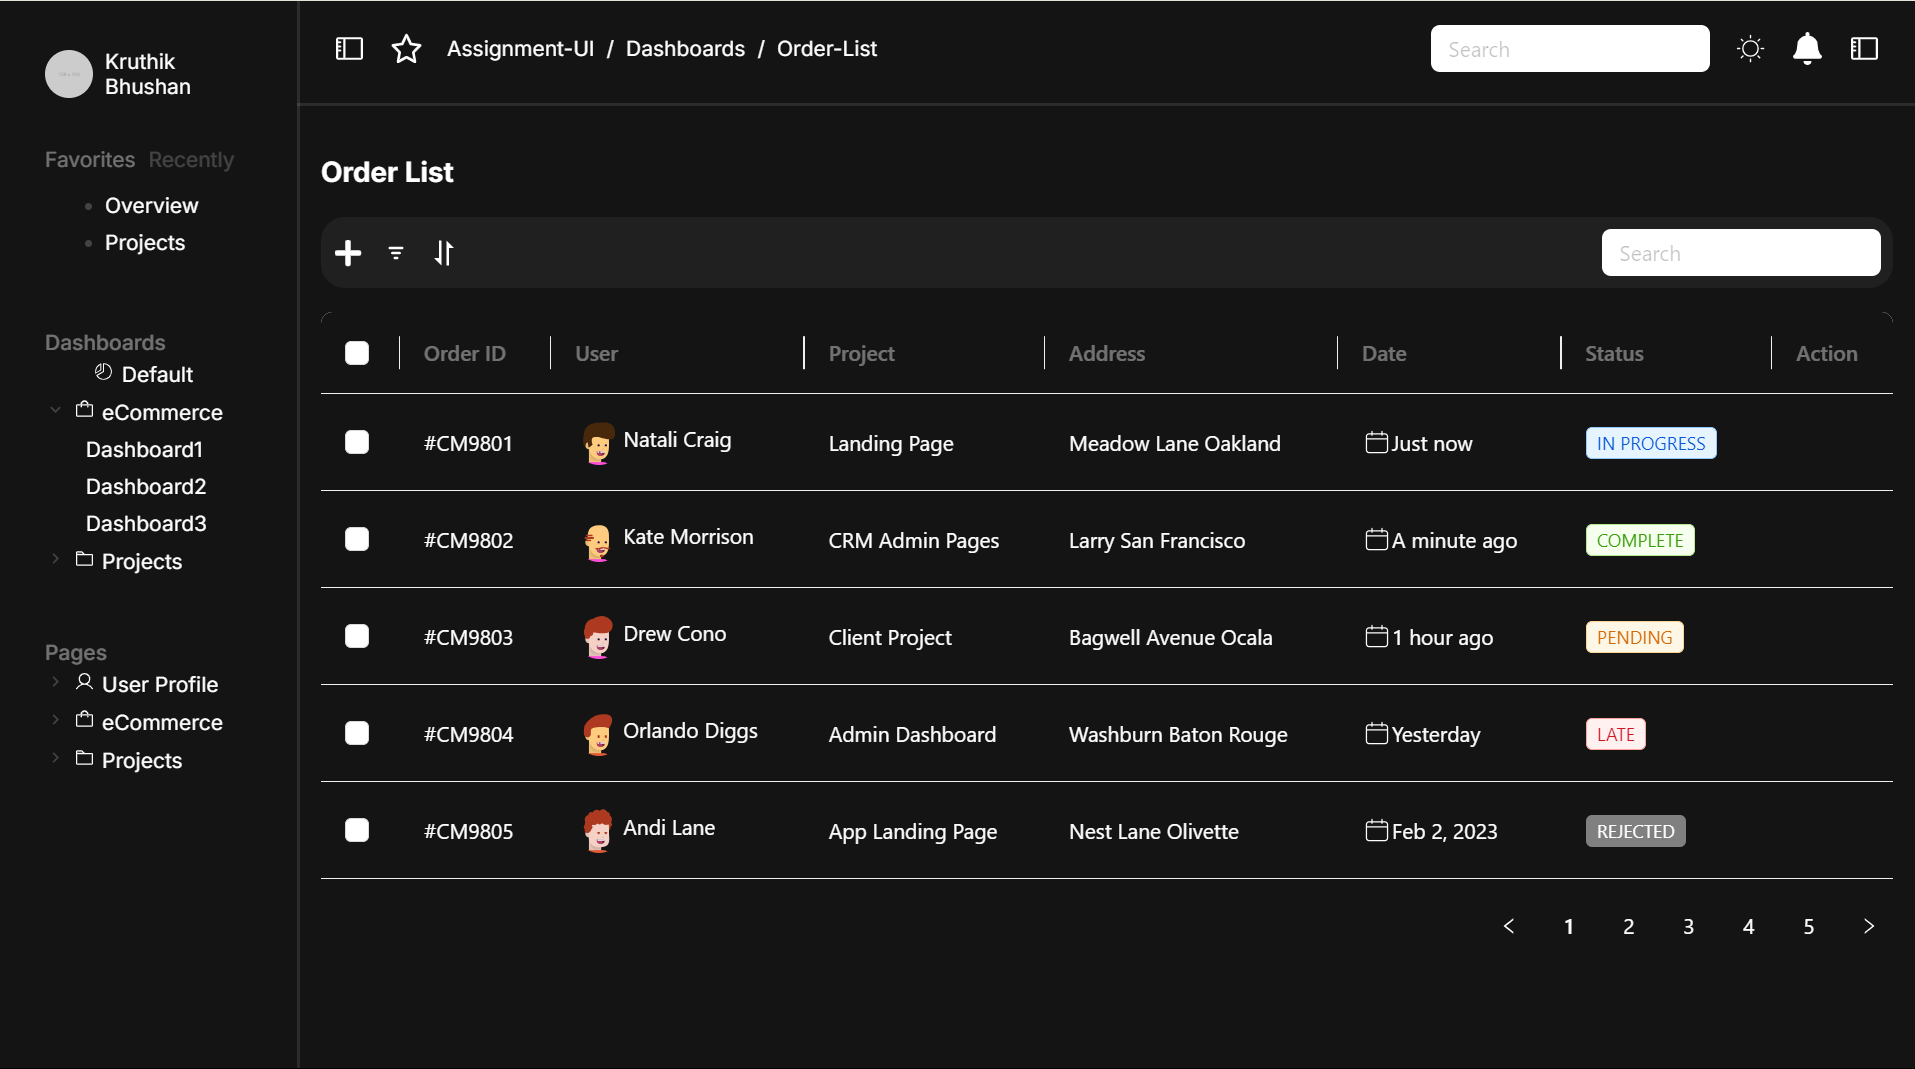 Kruthik
Bhushan
Assignment-UI / Dashboards / Order-List
Search
Favorites Recently
Overview
Projects
Dashboards
Default
eCommerce
Dashboard1
Dashboard2
Dashboard3
Projects
Pages
User Profile
eCommerce
Projects
Order List
Search
Order ID User Project Address Date Status Action
#CM9801 Natali Craig Landing Page Meadow Lane Oakland Just now IN PROGRESS
#CM9802 Kate Morrison CRM Admin Pages Larry San Francisco A minute ago COMPLETE
#CM9803 Drew Cono Client Project Bagwell Avenue Ocala 1 hour ago PENDING
#CM9804 Orlando Diggs Admin Dashboard Washburn Baton Rouge Yesterday LATE
#CM9805 Andi Lane App Landing Page Nest Lane Olivette Feb 2, 2023 REJECTED
1 2 3 4 5